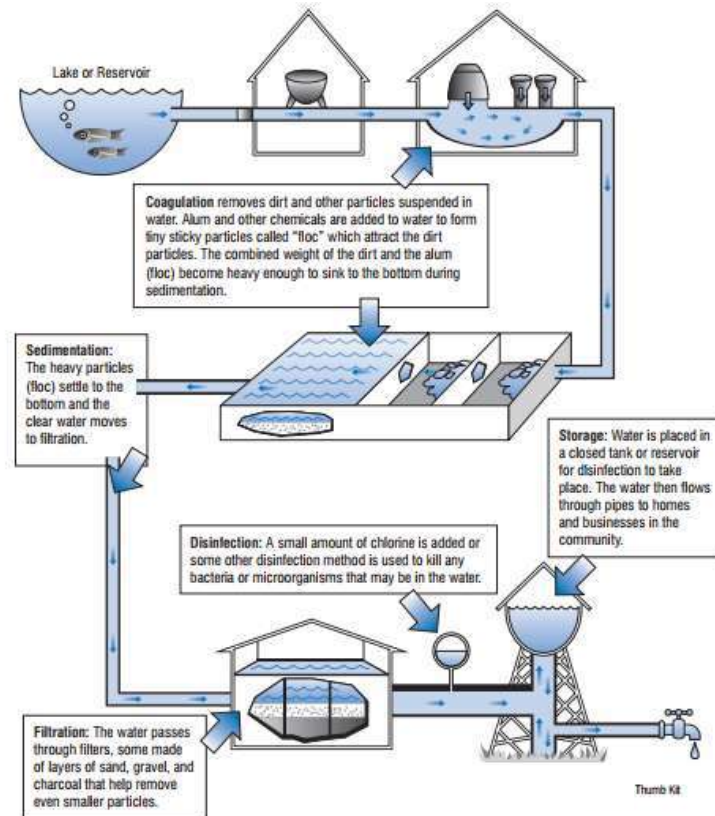 Lake or Reservoir
Coagulation removes dirt and other particles suspended in
water. Alum and other chemicals are added to water to form
tiny sticky particles called "floc" which attract the dirt
particles. The combined weight of the dirt and the alum
(floc) become heavy enough to sink to the bottom during
sedimentation.
Sedimentation:
The heavy particles
(floc) settle to the
bottom and the
clear water moves
to filtration.
Storage: Water is placed in
a closed tank or reservoir
for disinfection to take
place. The water then flows
through pipes to homes
and businesses in the
community.
Disinfection: A small amount of chlorine is added or
some other disinfection method is used to kill any
bacteria or microorganisms that may be in the water.
Filtration: The water passes
through filters, some made
of layers of sand, gravel, and
charcoal that help remove
even smaller particles.
Thumb Kit